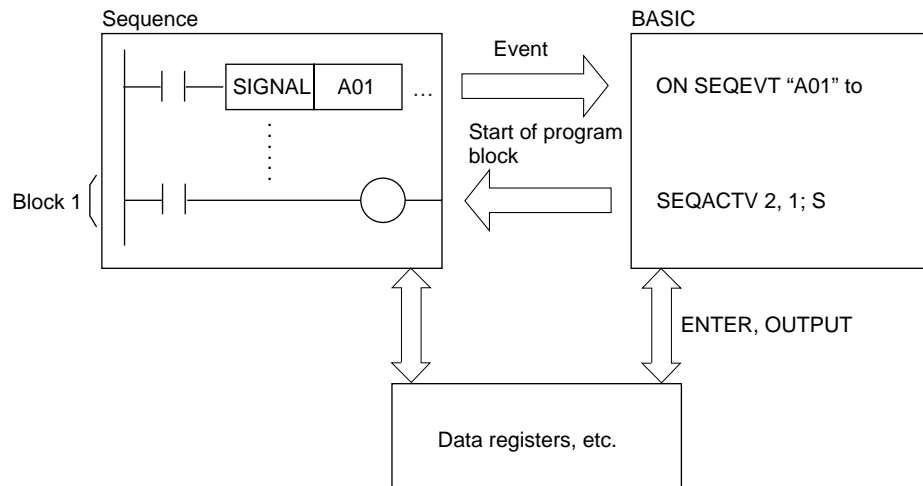 Sequence
BASIC
SIGNAL A01 ...
Event
ON SEQEVT “A01” to
Start of program
block
Block 1
SEQACTV 2, 1; S
ENTER, OUTPUT
Data registers, etc.